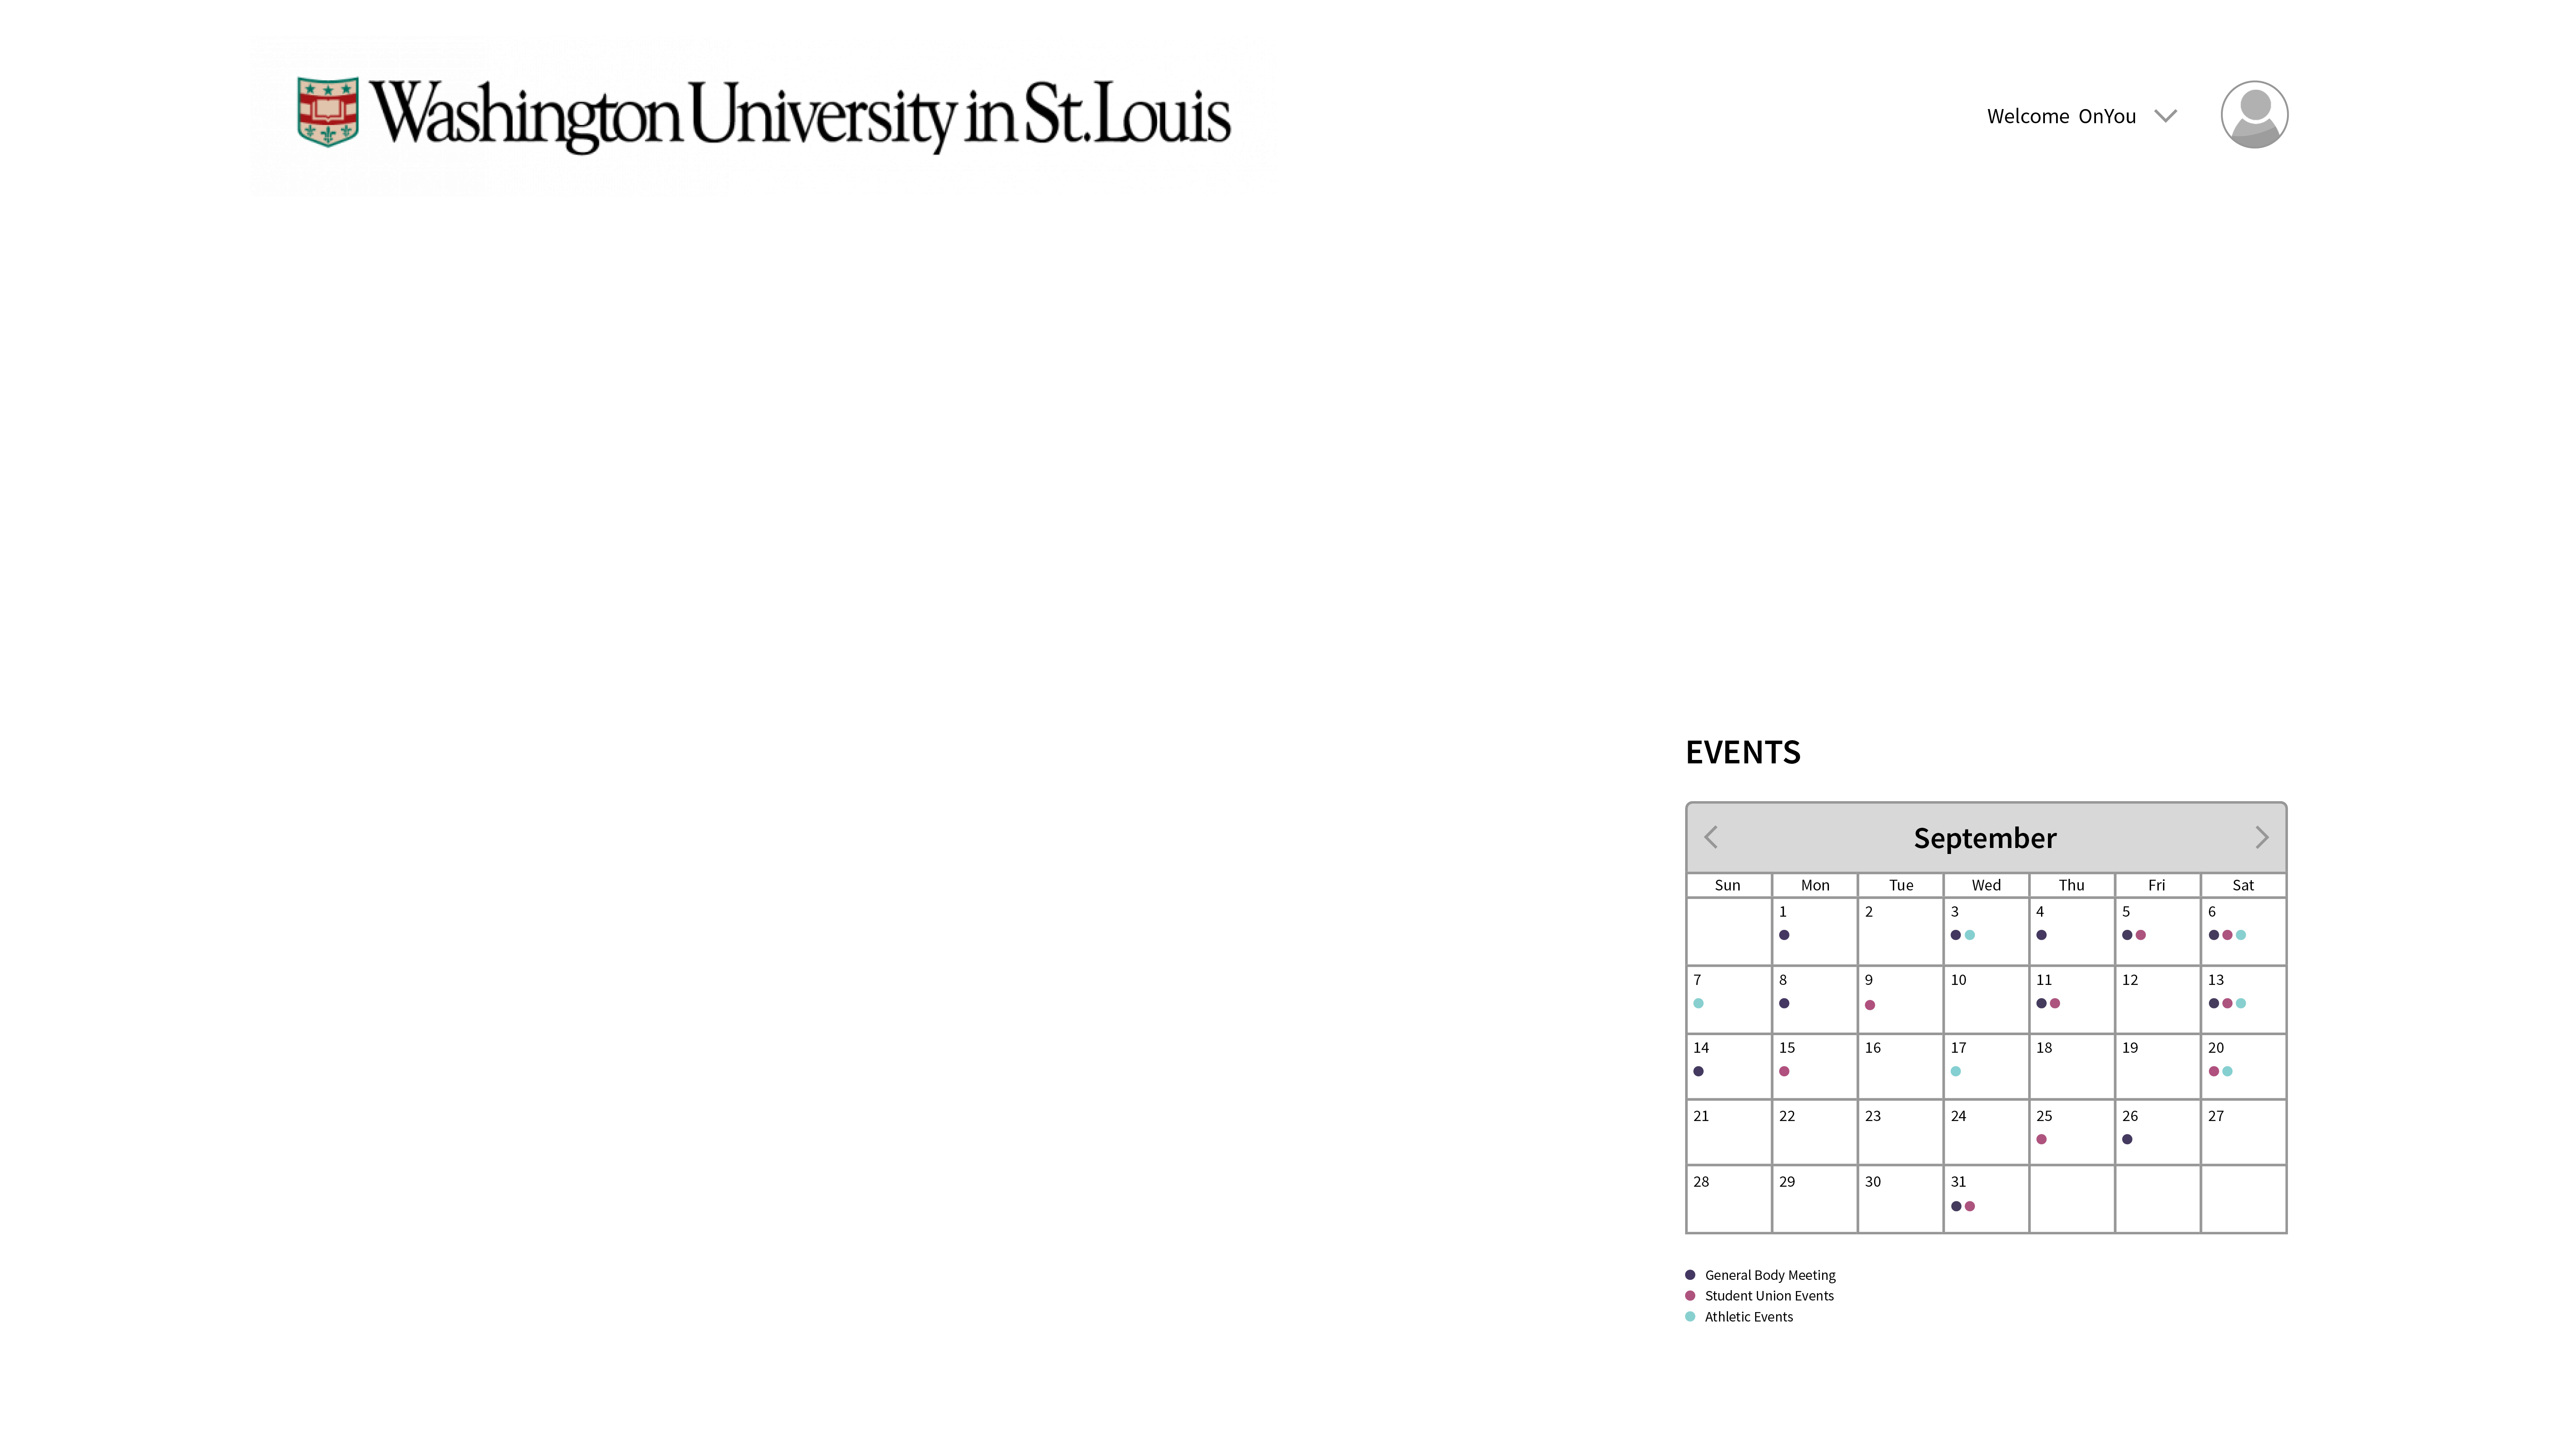 Washington University in St. Louis
Welcome OnYou
EVENTS
September
Sun Mon Tue Wed Thu Fri Sat
1 2 3 4 5 6
7 8 9 10 11 12 13
14 15 16 17 18 19 20
21 22 23 24 25 26 27
28 29 30 31
General Body Meeting
Student Union Events
Athletic Events